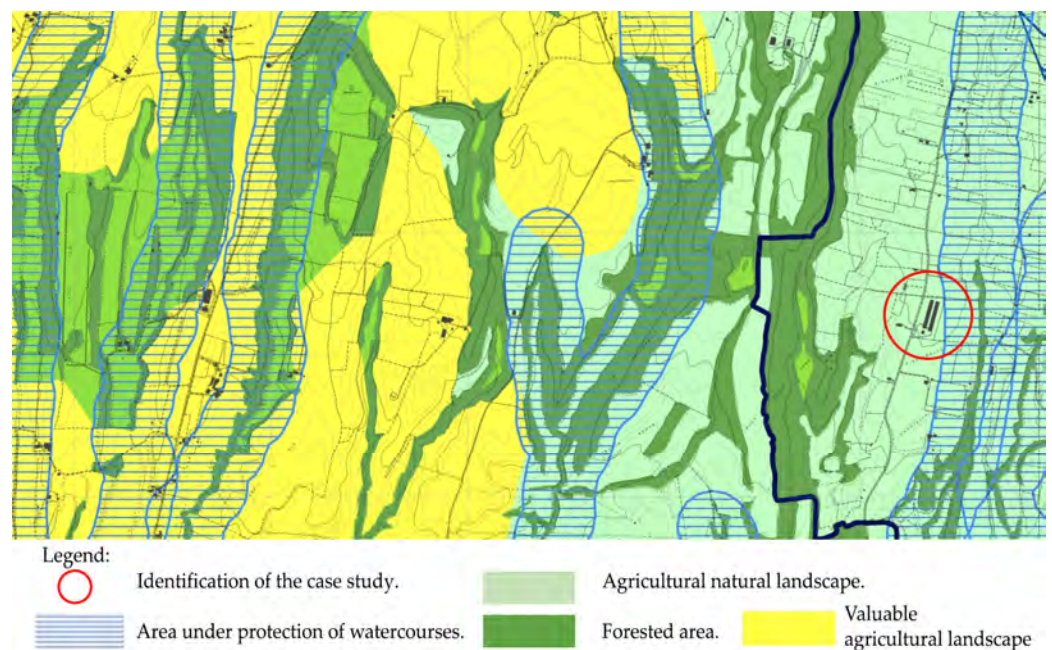 Legend:
Identification of the case study.
Agricultural natural landscape.
Area under protection of watercourses.
Forested area.
Valuable
agricultural landscape